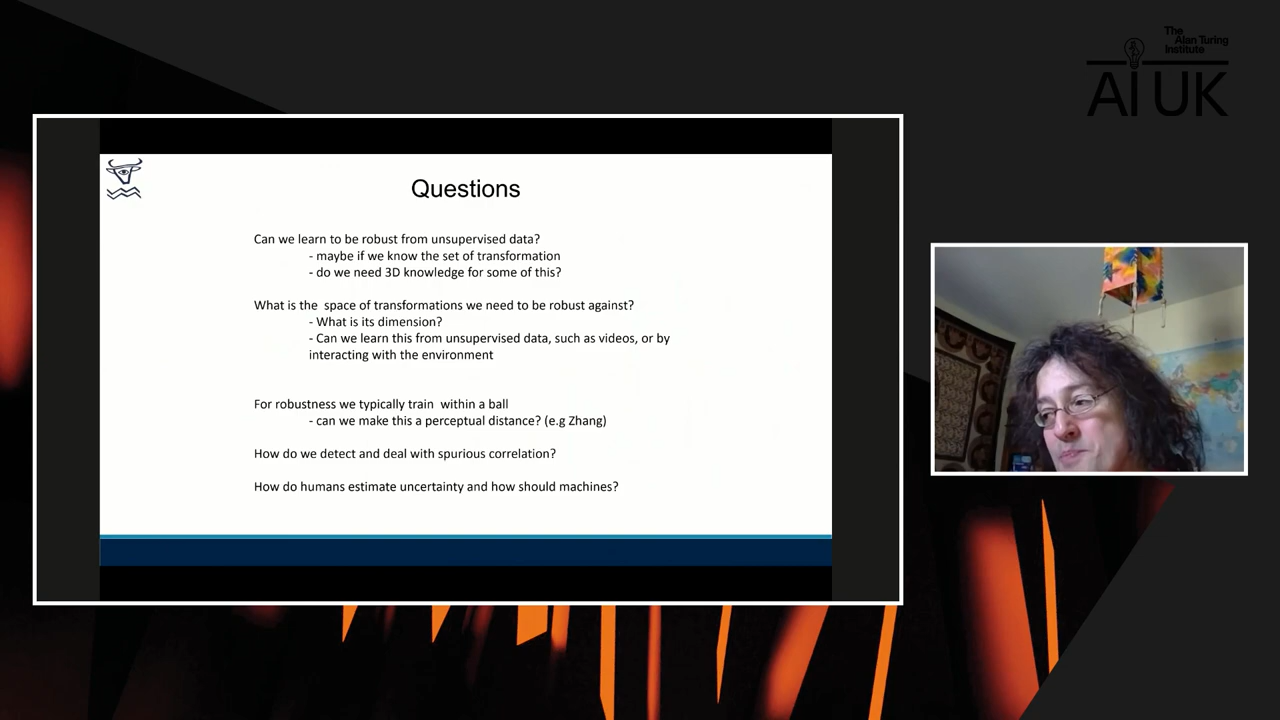 The
Alan Turing
Institute
AI UK
Questions
Can we learn to be robust from unsupervised data?
- maybe if we know the set of transformation
- do we need 3D knowledge for some of this?
What is the space of transformations we need to be robust against?
- What is its dimension?
- Can we learn this from unsupervised data, such as videos, or by
interacting with the environment
For robustness we typically train within a ball
- can we make this a perceptual distance? (e.g Zhang)
How do we detect and deal with spurious correlation?
How do humans estimate uncertainty and how should machines?